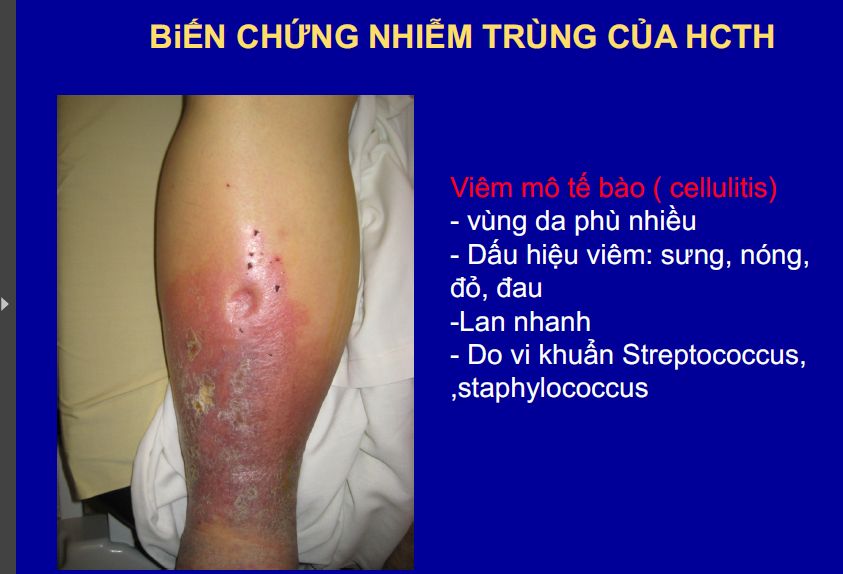 BiẾN CHỨNG NHIỄM TRÙNG CỦA HCTH
Viêm mô tế bào ( cellulitis)
- vùng da phù nhiều
- Dấu hiệu viêm: sưng, nóng,
đỏ, đau
-Lan nhanh
- Do vi khuẩn Streptococcus,
,staphylococcus